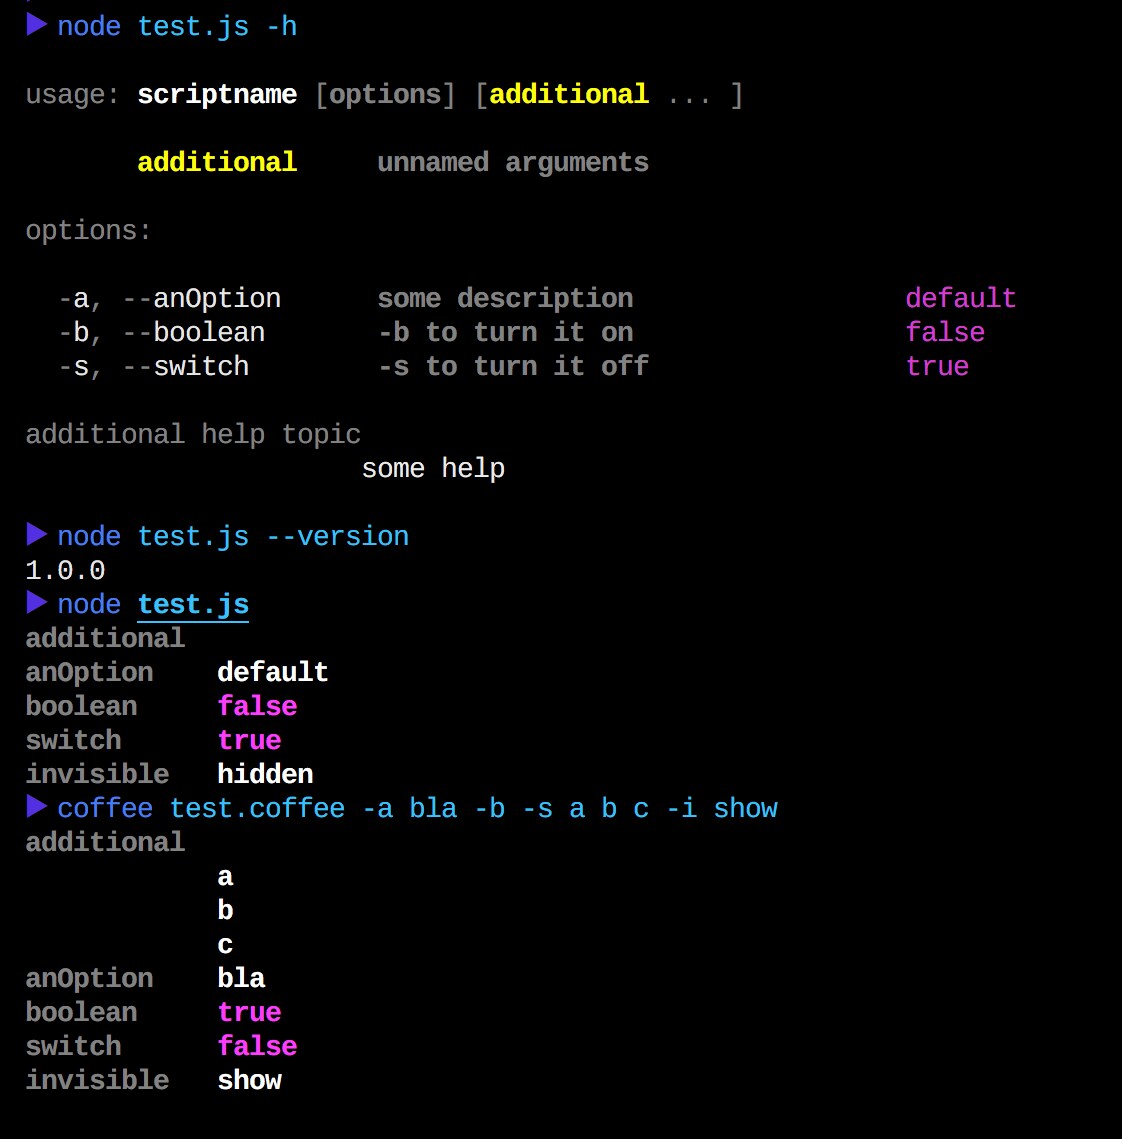 node test.js -h
usage: scriptname [options] [additional ... ]
additional unnamed arguments
options:
-a, --anOption some description default
-b, --boolean -b to turn it on false
-s, --switch -s to turn it off true
additional help topic
some help
node test.js --version
1.0.0
node test.js
additional
anOption default
boolean false
switch true
invisible hidden
coffee test.coffee -a bla -b -s a b c -i show
additional
a
b
c
anOption bla
boolean true
switch false
invisible show